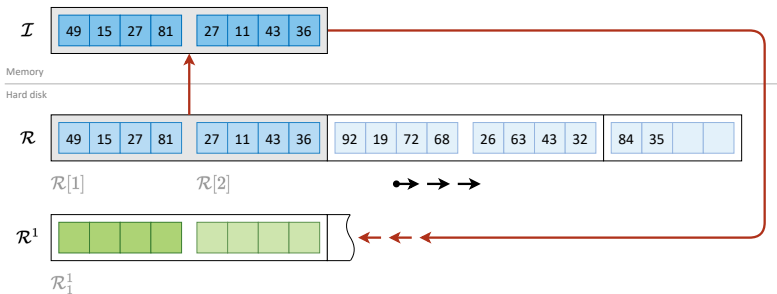 ℐ 49 15 27 81 27 11 43 36
Memory
Hard disk
ℛ 49 15 27 81 27 11 43 36 92 19 72 68 26 63 43 32 84 35
ℛ[1] ℛ[2]
ℛ¹
ℛ¹₁